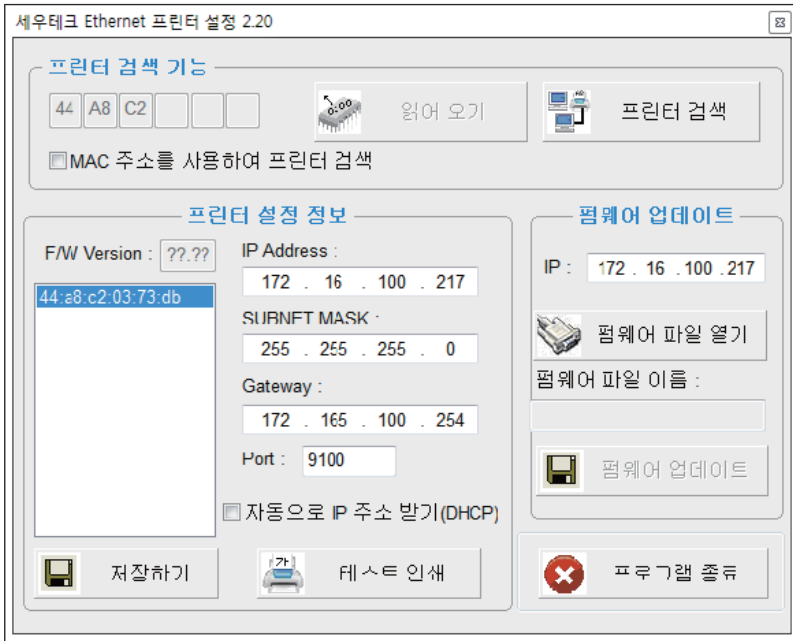 세우테크 Ethernet 프린터 설정 2.20
프린터 검색 기능
44 A8 C2
읽어 오기
프린터 검색
MAC 주소를 사용하여 프린터 검색
프린터 설정 정보
F/W Version : ??.??
44:a8:c2:03:73:db
IP Address :
172 . 16 . 100 . 217
SUBNET MASK :
255 . 255 . 255 . 0
Gateway :
172 . 165 . 100 . 254
Port : 9100
자동으로 IP 주소 받기(DHCP)
저장하기
테스트 인쇄
펌웨어 업데이트
IP : 172 . 16 . 100 . 217
펌웨어 파일 열기
펌웨어 파일 이름 :
펌웨어 업데이트
프로그램 종류